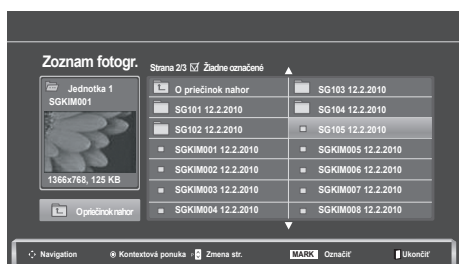 Zoznam fotogr.
Strana 2/3 Žiadne označené
Jednotka 1
SGKIM001
1366x768, 125 KB
O priečinok nahor
O priečinok nahor
SG101 12.2.2010
SG102 12.2.2010
SGKIM001 12.2.2010
SGKIM002 12.2.2010
SGKIM003 12.2.2010
SGKIM004 12.2.2010
SG103 12.2.2010
SG104 12.2.2010
SG105 12.2.2010
SGKIM005 12.2.2010
SGKIM006 12.2.2010
SGKIM007 12.2.2010
SGKIM008 12.2.2010
Navigation Kontextová ponuka Zmena str. MARK Označiť Ukončiť